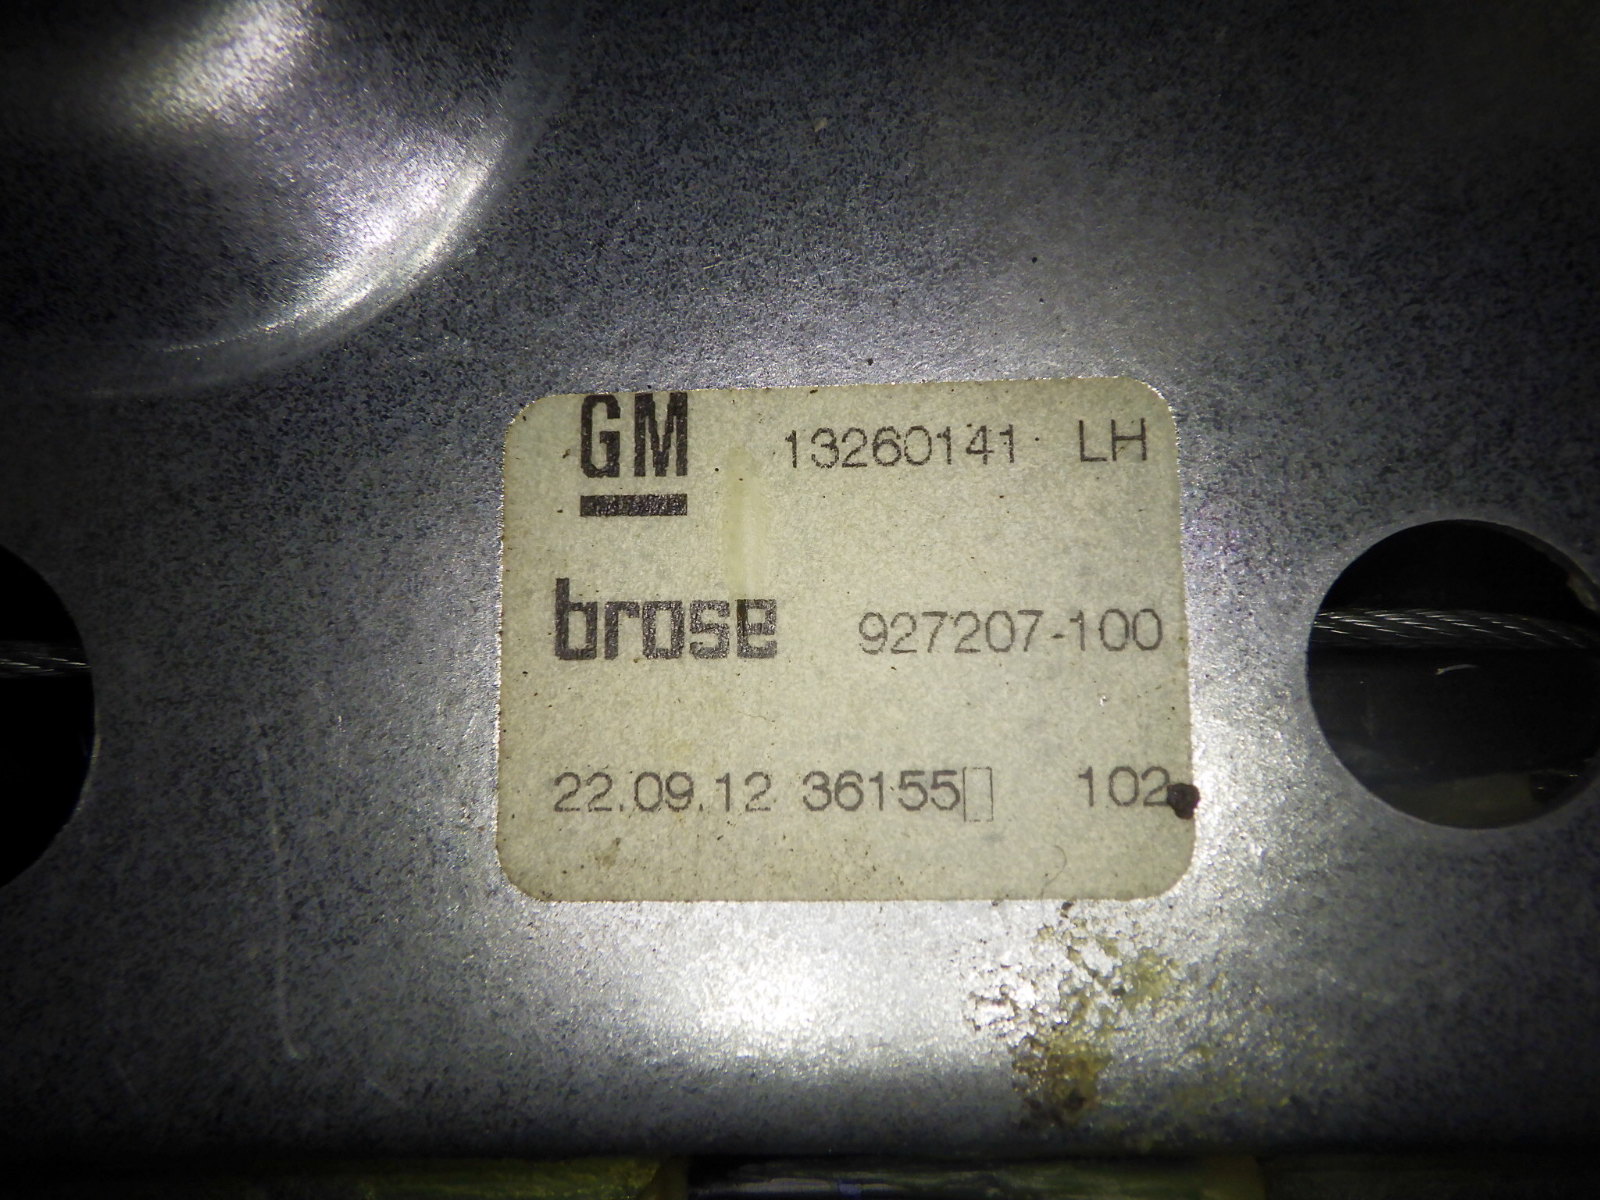 GM 13260141 LH
brose 927207-100
22.09.12 36155▯ 102